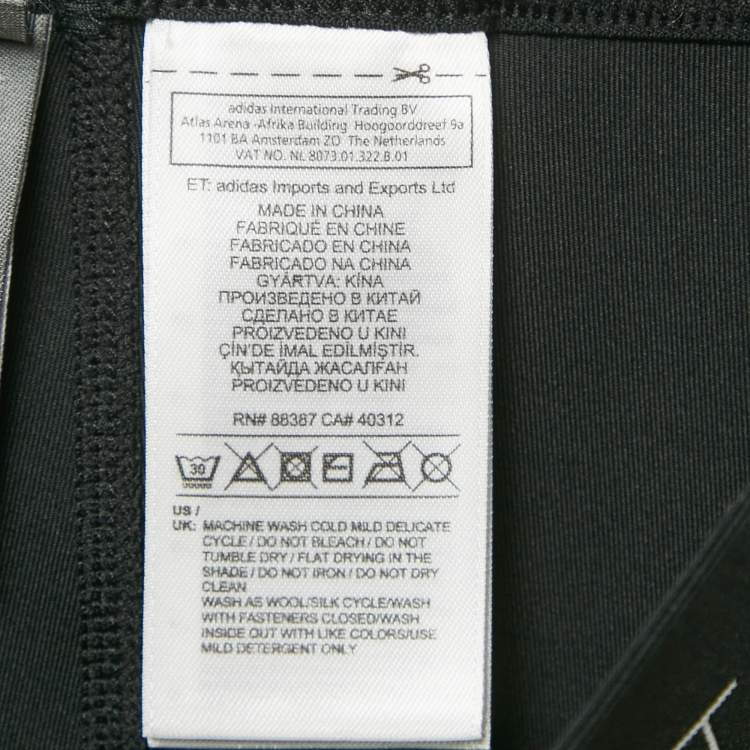 adidas International Trading BV
Atlas Arena -Afrika Building Hoogoorddreef 9a
1101 BA Amsterdam ZO The Netherlands
VAT NO. NL 8073.01.322.B.01
ET: adidas Imports and Exports Ltd
MADE IN CHINA
FABRIQUÉ EN CHINE
FABRICADO EN CHINA
FABRICADO NA CHINA
GYÁRTVA: KÍNA
ПРОИЗВЕДЕНО В КИТАЙ
СДЕЛАНО В КИТАЕ
PROIZVEDENO U KINI
ÇİN'DE İMAL EDİLMİŞTİR.
ҚЫТАЙДА ЖАСАЛҒАН
PROIZVEDENO U KINI
RN# 88387 CA# 40312
30
US /
UK: MACHINE WASH COLD MILD DELICATE
CYCLE / DO NOT BLEACH / DO NOT
TUMBLE DRY / FLAT DRYING IN THE
SHADE / DO NOT IRON / DO NOT DRY
CLEAN
WASH AS WOOL/SILK CYCLE/WASH
WITH FASTENERS CLOSED/WASH
INSIDE OUT WITH LIKE COLORS/USE
MILD DETERGENT ONLY